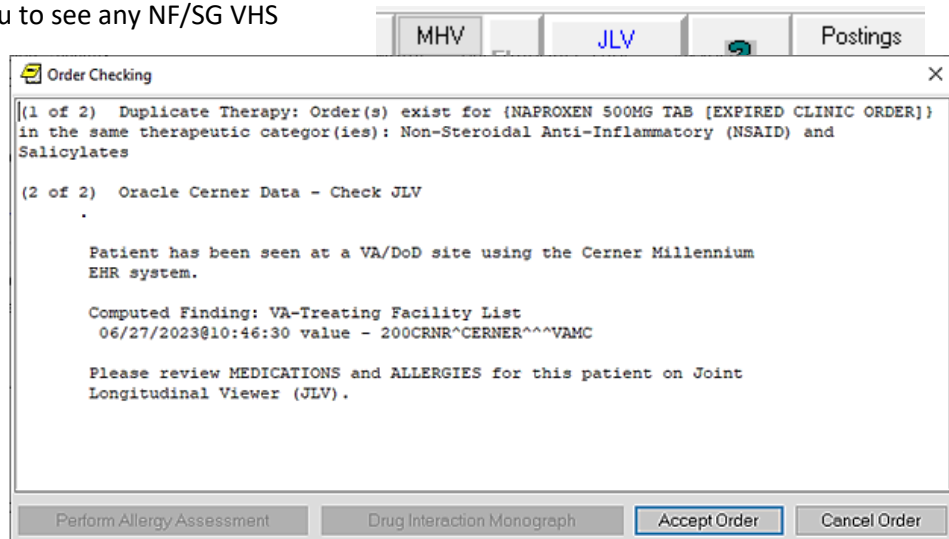 u to see any NF/SG VHS
MHV JLV Postings
Order Checking
(1 of 2) Duplicate Therapy: Order(s) exist for {NAPROXEN 500MG TAB [EXPIRED CLINIC ORDER]}
in the same therapeutic categor(ies): Non-Steroidal Anti-Inflammatory (NSAID) and
Salicylates
(2 of 2) Oracle Cerner Data - Check JLV
.
Patient has been seen at a VA/DoD site using the Cerner Millennium
EHR system.
Computed Finding: VA-Treating Facility List
06/27/2023@10:46:30 value - 200CRNR^CERNER^^^VAMC
Please review MEDICATIONS and ALLERGIES for this patient on Joint
Longitudinal Viewer (JLV).
Perform Allergy Assessment Drug Interaction Monograph Accept Order Cancel Order